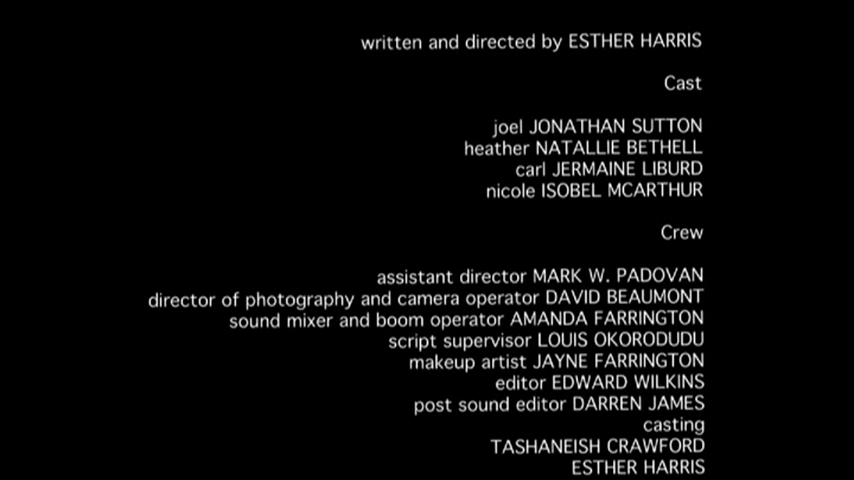 written and directed by ESTHER HARRIS
Cast
joel JONATHAN SUTTON
heather NATALLIE BETHELL
carl JERMAINE LIBURD
nicole ISOBEL MCARTHUR
Crew
assistant director MARK W. PADOVAN
director of photography and camera operator DAVID BEAUMONT
sound mixer and boom operator AMANDA FARRINGTON
script supervisor LOUIS OKORODUDU
makeup artist JAYNE FARRINGTON
editor EDWARD WILKINS
post sound editor DARREN JAMES
casting
TASHANEISH CRAWFORD
ESTHER HARRIS